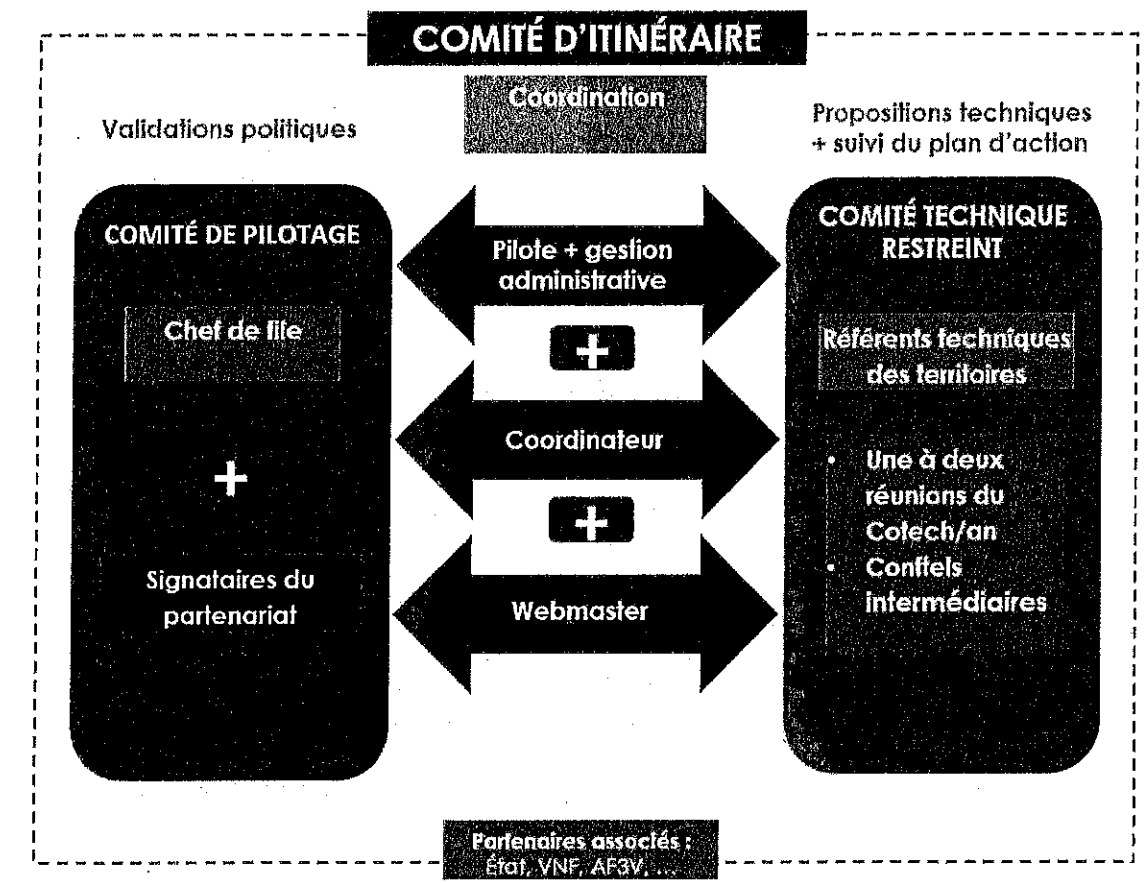 COMITÉ D'ITINÉRAIRE
Coordination
Validations politiques
Propositions techniques
+ suivi du plan d'action
COMITÉ DE PILOTAGE
Chef de file
+
Signataires du
partenariat
Pilote + gestion
administrative
+
Coordinateur
+
Webmaster
COMITÉ TECHNIQUE
RESTREINT
Référents techniques
des territoires
• Une à deux
réunions du
Cotech/an
• Conffels
intermédiaires
Partenaires associés :
État, VNF, AF3V, ...